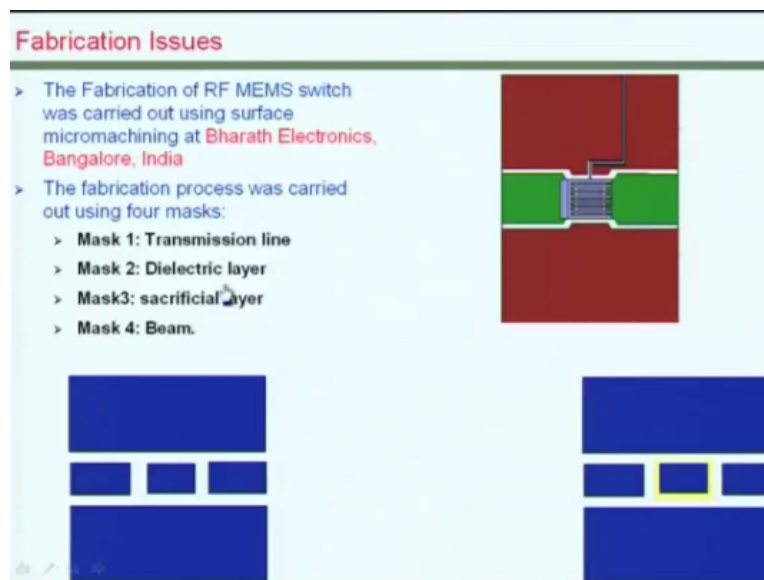 Fabrication Issues
The Fabrication of RF MEMS switch
was carried out using surface
micromachining at Bharath Electronics,
Bangalore, India
The fabrication process was carried
out using four masks:
Mask 1: Transmission line
Mask 2: Dielectric layer
Mask3: sacrificial layer
Mask 4: Beam.